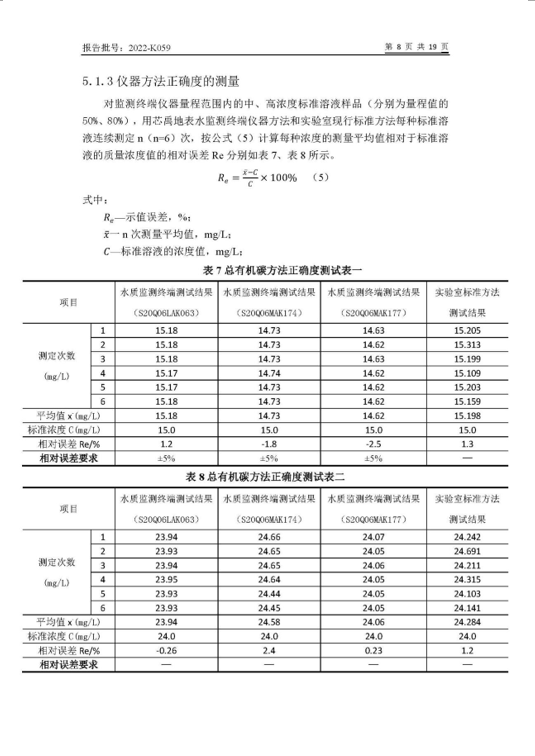 报告批号：2022-K059 第 8 页 共 19 页
5.1.3 仪器方法正确度的测量
对监测终端仪器量程范围内的中、高浓度标准溶液样品（分别为量程值的
50%、80%），用芯禹地表水监测终端仪器方法和实验室现行标准方法每种标准溶
液连续测定 n（n=6）次，按公式（5）计算每种浓度的测量平均值相对于标准溶
液的质量浓度值的相对误差 Re 分别如表 7、表 8 所示。
Rₑ = (x̄−C)/C × 100% （5）
式中：
Rₑ—示值误差，%；
x̄— n 次测量平均值，mg/L；
C—标准溶液的浓度值，mg/L；
表 7 总有机碳方法正确度测试表一
项目 水质监测终端测试结果（S20Q06LAK063） 水质监测终端测试结果（S20Q06MAK174） 水质监测终端测试结果（S20Q06MAK177） 实验室标准方法测试结果
测定次数（mg/L）
1 15.18 14.73 14.63 15.205
2 15.18 14.73 14.62 15.313
3 15.18 14.73 14.63 15.199
4 15.17 14.74 14.62 15.109
5 15.17 14.73 14.62 15.203
6 15.18 14.73 14.62 15.159
平均值 x（mg/L） 15.18 14.73 14.62 15.198
标准浓度 C（mg/L） 15.0 15.0 15.0 15.0
相对误差 Re/% 1.2 -1.8 -2.5 1.3
相对误差要求 ±5% ±5% ±5% —
表 8 总有机碳方法正确度测试表二
项目 水质监测终端测试结果（S20Q06LAK063） 水质监测终端测试结果（S20Q06MAK174） 水质监测终端测试结果（S20Q06MAK177） 实验室标准方法测试结果
测定次数（mg/L）
1 23.94 24.66 24.07 24.242
2 23.93 24.65 24.05 24.691
3 23.94 24.65 24.06 24.211
4 23.95 24.64 24.05 24.315
5 23.93 24.44 24.05 24.103
6 23.93 24.45 24.05 24.141
平均值 x（mg/L） 23.94 24.58 24.06 24.284
标准浓度 C（mg/L） 24.0 24.0 24.0 24.0
相对误差 Re/% -0.26 2.4 0.23 1.2
相对误差要求 — — — —